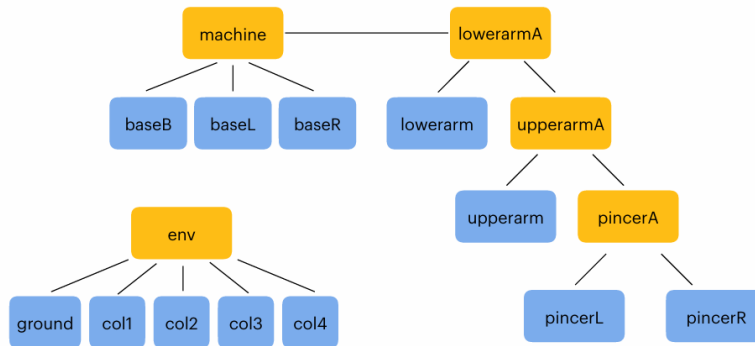 machine
lowerarmA
baseB
baseL
baseR
lowerarm
upperarmA
upperarm
pincerA
env
ground
col1
col2
col3
col4
pincerL
pincerR